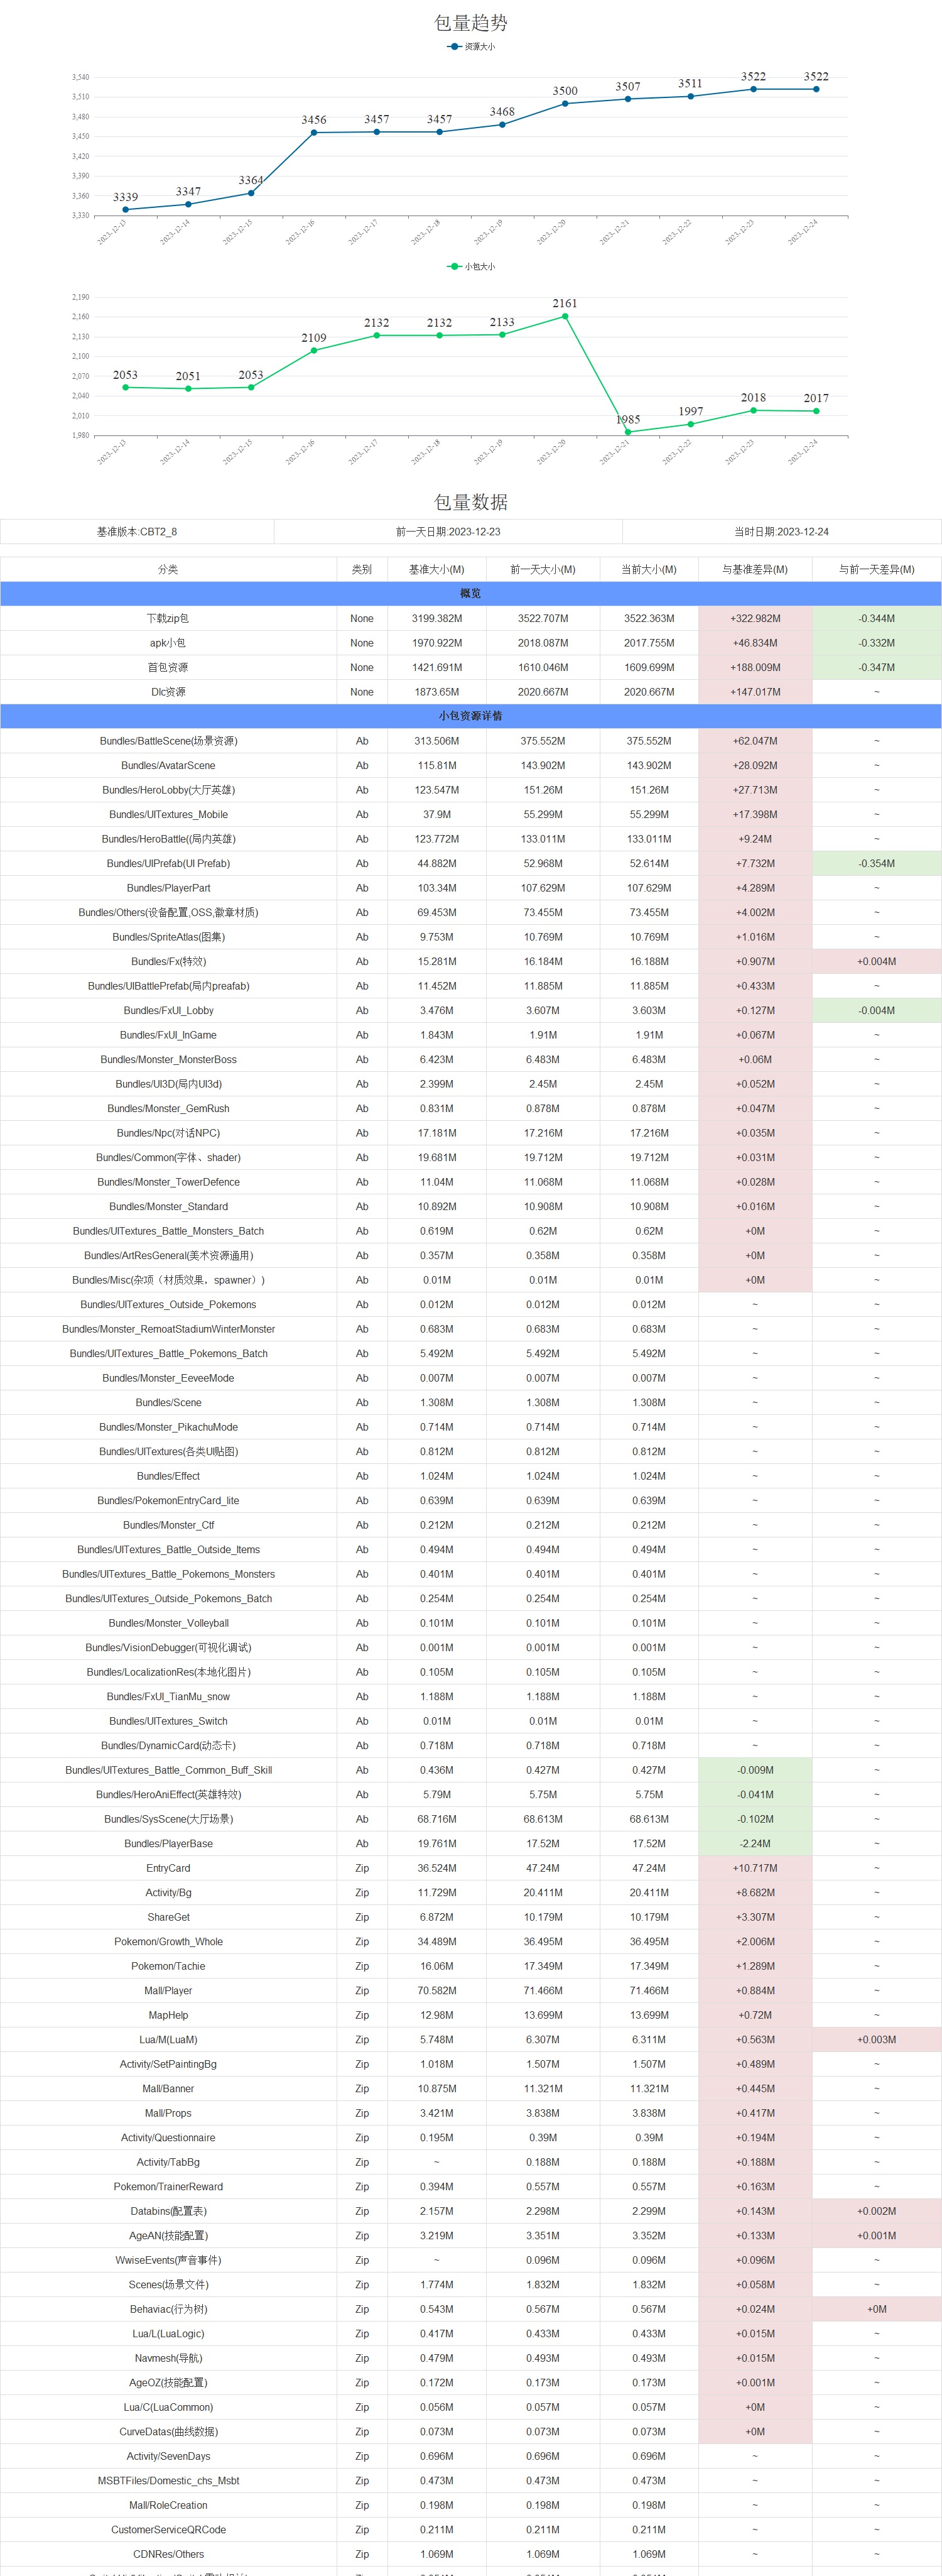 包量趋势
资源大小
3,540
3,510
3,480
3,450
3,420
3,390
3,360
3,330
3339
3347
3364
3456
3457
3457
3468
3500
3507
3511
3522
3522
2023-12-13
2023-12-14
2023-12-15
2023-12-16
2023-12-17
2023-12-18
2023-12-19
2023-12-20
2023-12-21
2023-12-22
2023-12-23
2023-12-24
小包大小
2,190
2,160
2,130
2,100
2,070
2,040
2,010
1,980
2053
2051
2053
2109
2132
2132
2133
2161
1985
1997
2018
2017
2023-12-13
2023-12-14
2023-12-15
2023-12-16
2023-12-17
2023-12-18
2023-12-19
2023-12-20
2023-12-21
2023-12-22
2023-12-23
2023-12-24
包量数据
基准版本:CBT2_8 前一天日期:2023-12-23 当时日期:2023-12-24
分类 类别 基准大小(M) 前一天大小(M) 当前大小(M) 与基准差异(M) 与前一天差异(M)
概览
下载zip包 None 3199.382M 3522.707M 3522.363M +322.982M -0.344M
apk小包 None 1970.922M 2018.087M 2017.755M +46.834M -0.332M
首包资源 None 1421.691M 1610.046M 1609.699M +188.009M -0.347M
Dlc资源 None 1873.65M 2020.667M 2020.667M +147.017M ~
小包资源详情
Bundles/BattleScene(场景资源) Ab 313.506M 375.552M 375.552M +62.047M ~
Bundles/AvatarScene Ab 115.81M 143.902M 143.902M +28.092M ~
Bundles/HeroLobby(大厅英雄) Ab 123.547M 151.26M 151.26M +27.713M ~
Bundles/UITextures_Mobile Ab 37.9M 55.299M 55.299M +17.398M ~
Bundles/HeroBattle((局内英雄) Ab 123.772M 133.011M 133.011M +9.24M ~
Bundles/UIPrefab(UI Prefab) Ab 44.882M 52.968M 52.614M +7.732M -0.354M
Bundles/PlayerPart Ab 103.34M 107.629M 107.629M +4.289M ~
Bundles/Others(设备配置,OSS,徽章材质) Ab 69.453M 73.455M 73.455M +4.002M ~
Bundles/SpriteAtlas(图集) Ab 9.753M 10.769M 10.769M +1.016M ~
Bundles/Fx(特效) Ab 15.281M 16.184M 16.188M +0.907M +0.004M
Bundles/UIBattlePrefab(局内preafab) Ab 11.452M 11.885M 11.885M +0.433M ~
Bundles/FxUI_Lobby Ab 3.476M 3.607M 3.603M +0.127M -0.004M
Bundles/FxUI_InGame Ab 1.843M 1.91M 1.91M +0.067M ~
Bundles/Monster_MonsterBoss Ab 6.423M 6.483M 6.483M +0.06M ~
Bundles/UI3D(局内UI3d) Ab 2.399M 2.45M 2.45M +0.052M ~
Bundles/Monster_GemRush Ab 0.831M 0.878M 0.878M +0.047M ~
Bundles/Npc(对话NPC) Ab 17.181M 17.216M 17.216M +0.035M ~
Bundles/Common(字体、shader) Ab 19.681M 19.712M 19.712M +0.031M ~
Bundles/Monster_TowerDefence Ab 11.04M 11.068M 11.068M +0.028M ~
Bundles/Monster_Standard Ab 10.892M 10.908M 10.908M +0.016M ~
Bundles/UITextures_Battle_Monsters_Batch Ab 0.619M 0.62M 0.62M +0M ~
Bundles/ArtResGeneral(美术资源通用) Ab 0.357M 0.358M 0.358M +0M ~
Bundles/Misc(杂项（材质效果，spawner）) Ab 0.01M 0.01M 0.01M +0M ~
Bundles/UITextures_Outside_Pokemons Ab 0.012M 0.012M 0.012M ~ ~
Bundles/Monster_RemoatStadiumWinterMonster Ab 0.683M 0.683M 0.683M ~ ~
Bundles/UITextures_Battle_Pokemons_Batch Ab 5.492M 5.492M 5.492M ~ ~
Bundles/Monster_EeveeMode Ab 0.007M 0.007M 0.007M ~ ~
Bundles/Scene Ab 1.308M 1.308M 1.308M ~ ~
Bundles/Monster_PikachuMode Ab 0.714M 0.714M 0.714M ~ ~
Bundles/UITextures(各类UI贴图) Ab 0.812M 0.812M 0.812M ~ ~
Bundles/Effect Ab 1.024M 1.024M 1.024M ~ ~
Bundles/PokemonEntryCard_lite Ab 0.639M 0.639M 0.639M ~ ~
Bundles/Monster_Ctf Ab 0.212M 0.212M 0.212M ~ ~
Bundles/UITextures_Battle_Outside_Items Ab 0.494M 0.494M 0.494M ~ ~
Bundles/UITextures_Battle_Pokemons_Monsters Ab 0.401M 0.401M 0.401M ~ ~
Bundles/UITextures_Outside_Pokemons_Batch Ab 0.254M 0.254M 0.254M ~ ~
Bundles/Monster_Volleyball Ab 0.101M 0.101M 0.101M ~ ~
Bundles/VisionDebugger(可视化调试) Ab 0.001M 0.001M 0.001M ~ ~
Bundles/LocalizationRes(本地化图片) Ab 0.105M 0.105M 0.105M ~ ~
Bundles/FxUI_TianMu_snow Ab 1.188M 1.188M 1.188M ~ ~
Bundles/UITextures_Switch Ab 0.01M 0.01M 0.01M ~ ~
Bundles/DynamicCard(动态卡) Ab 0.718M 0.718M 0.718M ~ ~
Bundles/UITextures_Battle_Common_Buff_Skill Ab 0.436M 0.427M 0.427M -0.009M ~
Bundles/HeroAniEffect(英雄特效) Ab 5.79M 5.75M 5.75M -0.041M ~
Bundles/SysScene(大厅场景) Ab 68.716M 68.613M 68.613M -0.102M ~
Bundles/PlayerBase Ab 19.761M 17.52M 17.52M -2.24M ~
EntryCard Zip 36.524M 47.24M 47.24M +10.717M ~
Activity/Bg Zip 11.729M 20.411M 20.411M +8.682M ~
ShareGet Zip 6.872M 10.179M 10.179M +3.307M ~
Pokemon/Growth_Whole Zip 34.489M 36.495M 36.495M +2.006M ~
Pokemon/Tachie Zip 16.06M 17.349M 17.349M +1.289M ~
Mall/Player Zip 70.582M 71.466M 71.466M +0.884M ~
MapHelp Zip 12.98M 13.699M 13.699M +0.72M ~
Lua/M(LuaM) Zip 5.748M 6.307M 6.311M +0.563M +0.003M
Activity/SetPaintingBg Zip 1.018M 1.507M 1.507M +0.489M ~
Mall/Banner Zip 10.875M 11.321M 11.321M +0.445M ~
Mall/Props Zip 3.421M 3.838M 3.838M +0.417M ~
Activity/Questionnaire Zip 0.195M 0.39M 0.39M +0.194M ~
Activity/TabBg Zip ~ 0.188M 0.188M +0.188M ~
Pokemon/TrainerReward Zip 0.394M 0.557M 0.557M +0.163M ~
Databins(配置表) Zip 2.157M 2.298M 2.299M +0.143M +0.002M
AgeAN(技能配置) Zip 3.219M 3.351M 3.352M +0.133M +0.001M
WwiseEvents(声音事件) Zip ~ 0.096M 0.096M +0.096M ~
Scenes(场景文件) Zip 1.774M 1.832M 1.832M +0.058M ~
Behaviac(行为树) Zip 0.543M 0.567M 0.567M +0.024M +0M
Lua/L(LuaLogic) Zip 0.417M 0.433M 0.433M +0.015M ~
Navmesh(导航) Zip 0.479M 0.493M 0.493M +0.015M ~
AgeOZ(技能配置) Zip 0.172M 0.173M 0.173M +0.001M ~
Lua/C(LuaCommon) Zip 0.056M 0.057M 0.057M +0M ~
CurveDatas(曲线数据) Zip 0.073M 0.073M 0.073M +0M ~
Activity/SevenDays Zip 0.696M 0.696M 0.696M ~ ~
MSBTFiles/Domestic_chs_Msbt Zip 0.473M 0.473M 0.473M ~ ~
Mall/RoleCreation Zip 0.198M 0.198M 0.198M ~ ~
CustomerServiceQRCode Zip 0.211M 0.211M 0.211M ~ ~
CDNRes/Others Zip 1.069M 1.069M 1.069M ~ ~